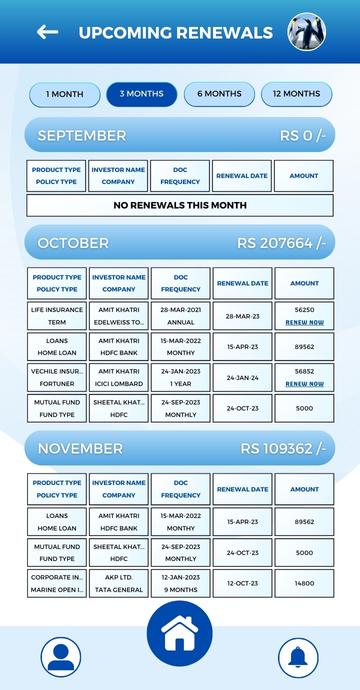 UPCOMING RENEWALS
1 MONTH 3 MONTHS 6 MONTHS 12 MONTHS
SEPTEMBER RS 0 /-
PRODUCT TYPE INVESTOR NAME DOC RENEWAL DATE AMOUNT
POLICY TYPE COMPANY FREQUENCY
NO RENEWALS THIS MONTH
OCTOBER RS 207664 /-
PRODUCT TYPE INVESTOR NAME DOC RENEWAL DATE AMOUNT
POLICY TYPE COMPANY FREQUENCY
LIFE INSURANCE AMIT KHATRI 28-MAR-2021 28-MAR-23 56250
TERM EDELWEISS TO... ANNUAL RENEW NOW
LOANS AMIT KHATRI 15-MAR-2022 15-APR-23 89562
HOME LOAN HDFC BANK MONTHY
VECHILE INSUR... AMIT KHATRI 24-JAN-2023 24-JAN-24 56852
FORTUNER ICICI LOMBARD 1 YEAR RENEW NOW
MUTUAL FUND SHEETAL KHAT... 24-SEP-2023 24-OCT-23 5000
FUND TYPE HDFC MONTHLY
NOVEMBER RS 109362 /-
PRODUCT TYPE INVESTOR NAME DOC RENEWAL DATE AMOUNT
POLICY TYPE COMPANY FREQUENCY
LOANS AMIT KHATRI 15-MAR-2022 15-APR-23 89562
HOME LOAN HDFC BANK MONTHY
MUTUAL FUND SHEETAL KHAT... 24-SEP-2023 24-OCT-23 5000
FUND TYPE HDFC MONTHLY
CORPORATE IN... AKP LTD. 12-JAN-2023 12-OCT-23 14800
MARINE OPEN I... TATA GENERAL 9 MONTHS